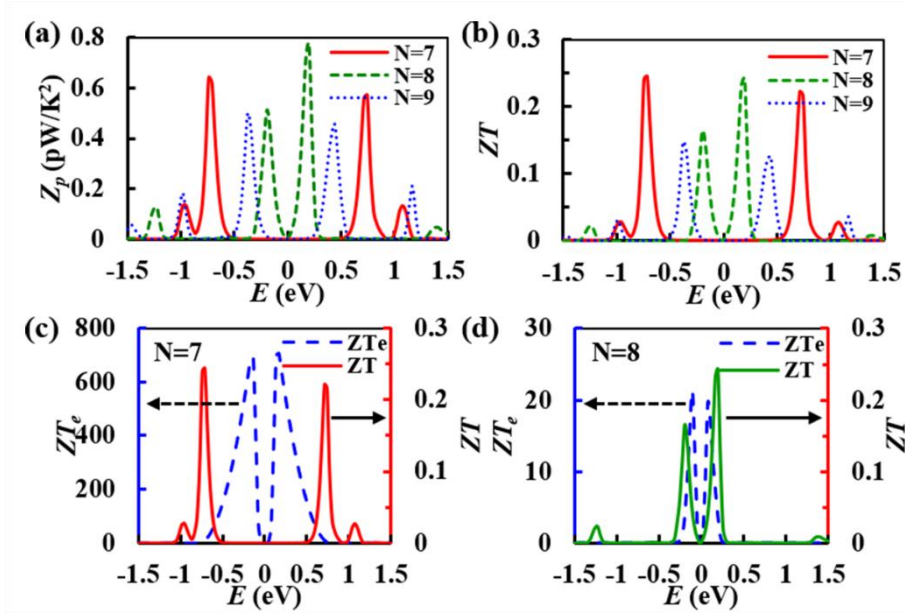 (a)
0.8
0.6
0.4
0.2
0
Z_p (pW/K²)
N=7
N=8
N=9
-1.5 -1 -0.5 0 0.5 1 1.5
E (eV)
(b)
0.3
0.2
0.1
0
ZT
N=7
N=8
N=9
-1.5 -1 -0.5 0 0.5 1 1.5
E (eV)
(c)
800
600
400
200
0
ZT_e
N=7
ZTe
ZT
0.3
0.2
0.1
0
ZT
-1.5 -1 -0.5 0 0.5 1 1.5
E (eV)
(d)
30
20
10
0
ZT_e
N=8
ZTe
ZT
0.3
0.2
0.1
0
ZT
-1.5 -1 -0.5 0 0.5 1 1.5
E (eV)